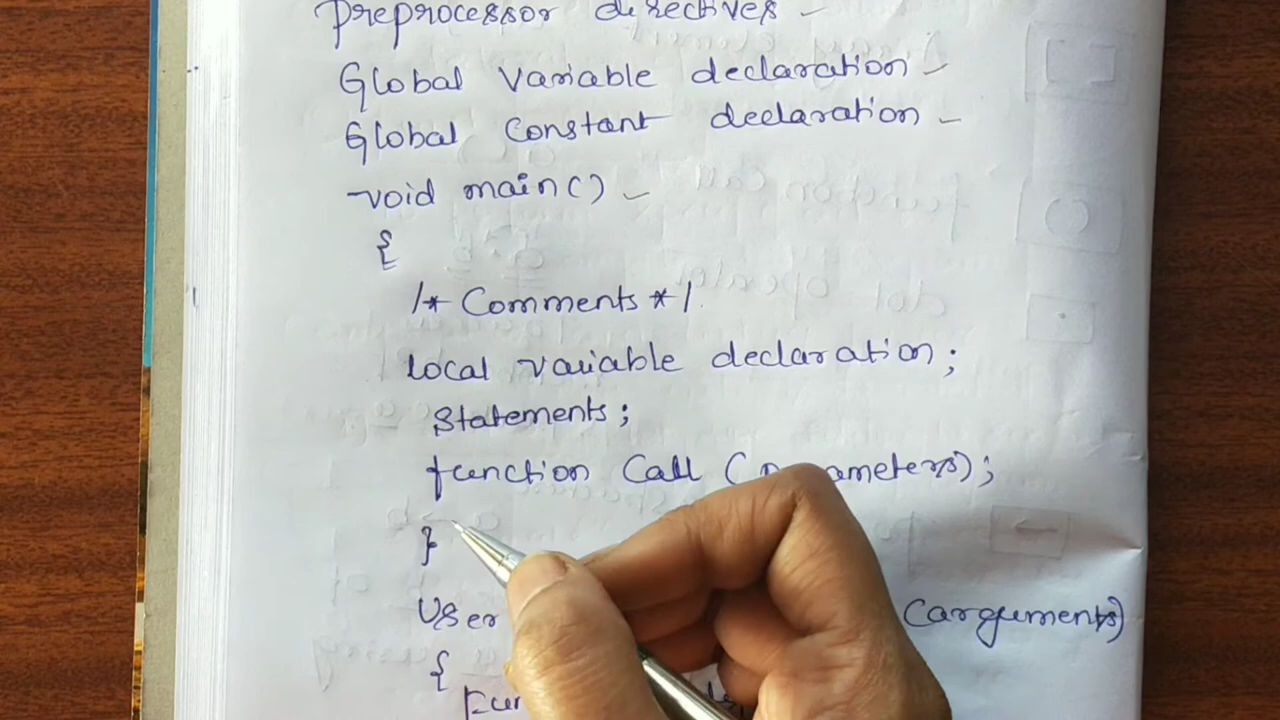 Preprocessor directives -
Global Variable declaration -
Global Constant declaration -
void main() -
{
/* Comments */
local variable declaration;
Statements;
function Call (parameters);
}
User (arguments)
{